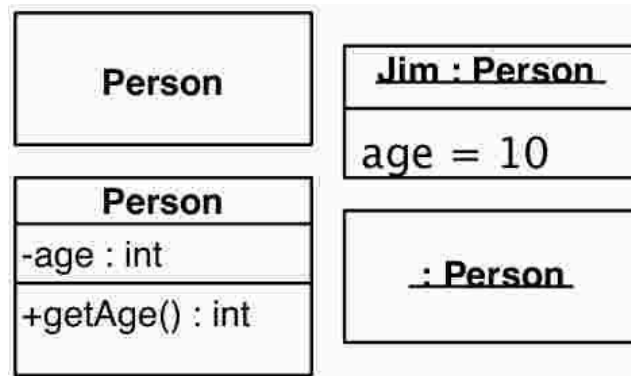 Person
Person
-age : int
+getAge() : int
Jim : Person
age = 10
: Person